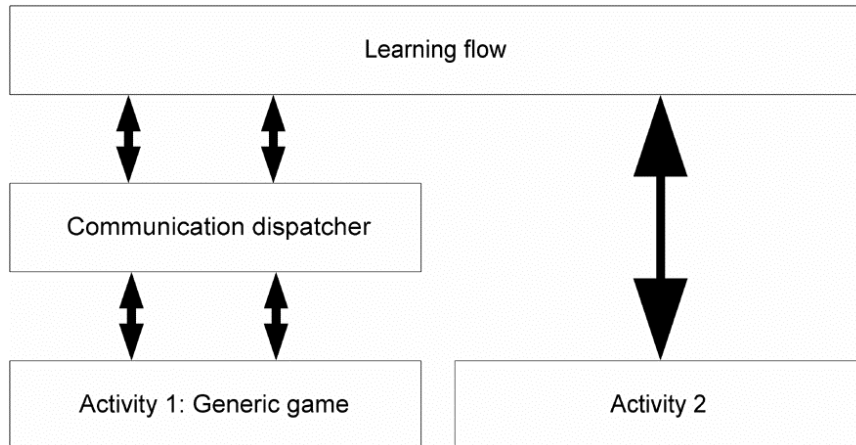 Learning flow
Communication dispatcher
Activity 1: Generic game
Activity 2